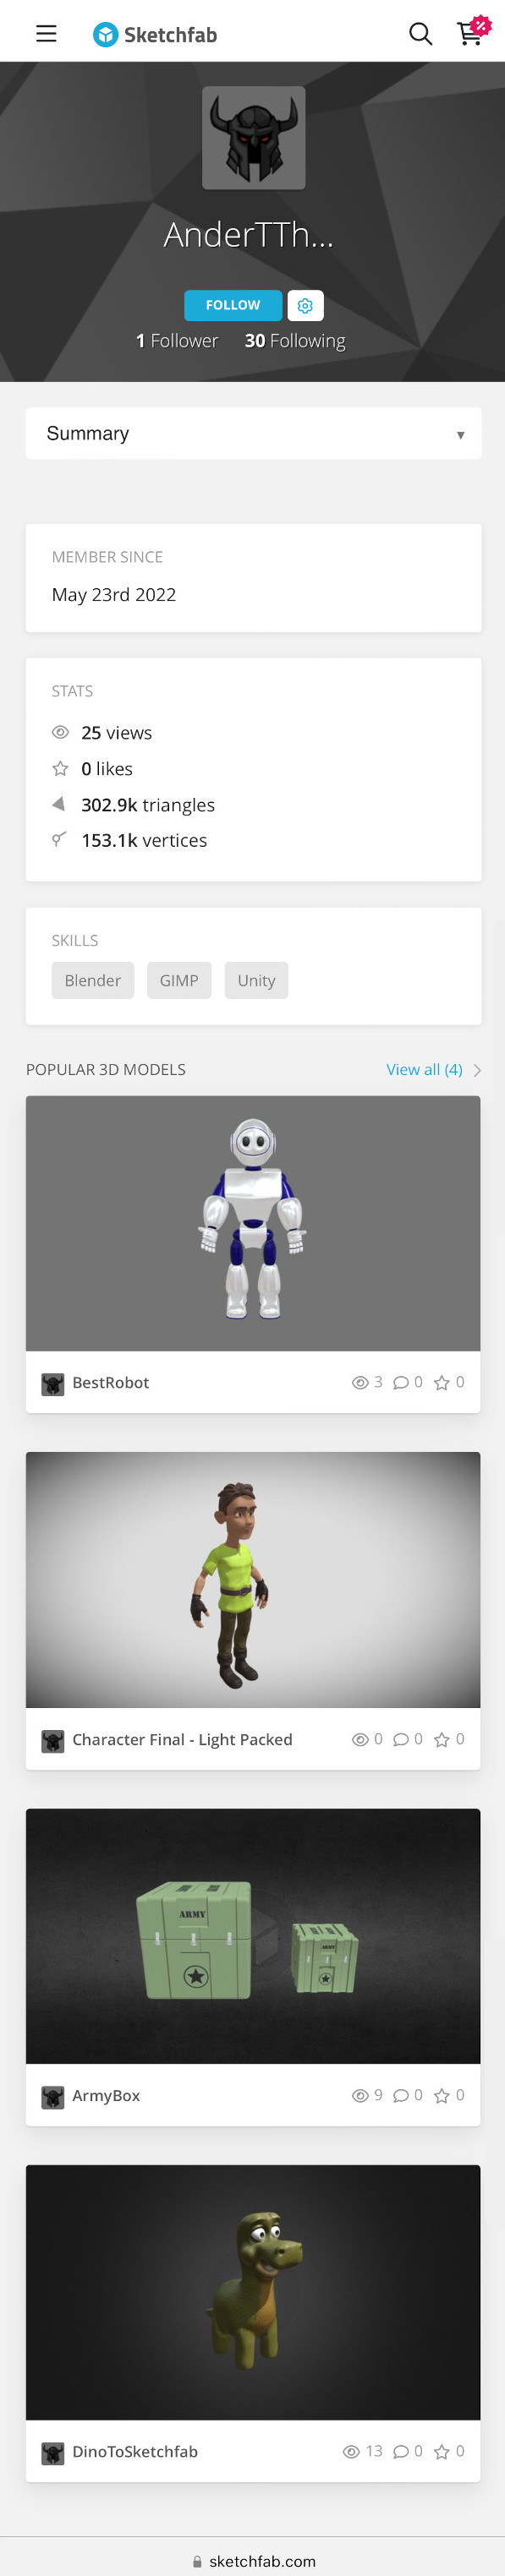 Sketchfab
AnderTTh...
FOLLOW
1 Follower 30 Following
Summary
MEMBER SINCE
May 23rd 2022
STATS
25 views
0 likes
302.9k triangles
153.1k vertices
SKILLS
Blender GIMP Unity
POPULAR 3D MODELS View all (4)
BestRobot 3 0 0
Character Final - Light Packed 0 0 0
ARMY
ARMY
ArmyBox 9 0 0
DinoToSketchfab 13 0 0
sketchfab.com